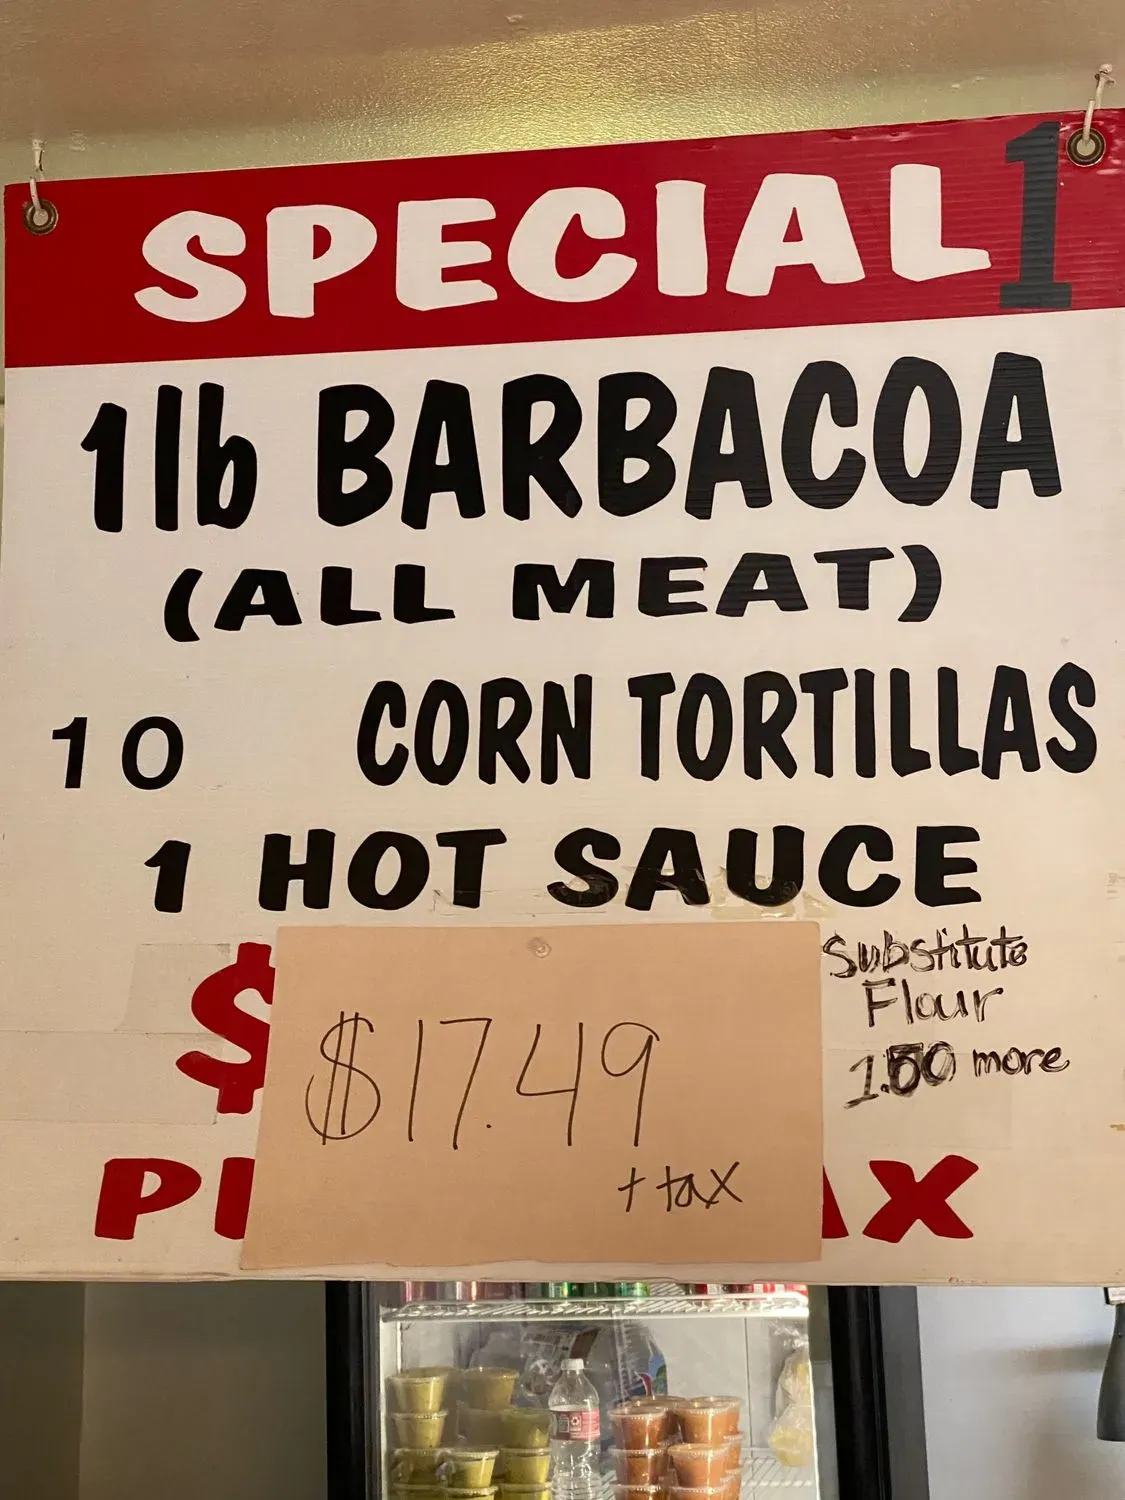 SPECIAL 1
1lb BARBACOA
(ALL MEAT)
10 CORN TORTILLAS
1 HOT SAUCE
$
$17.49
+ tax
Substitute
Flour
1.50 more